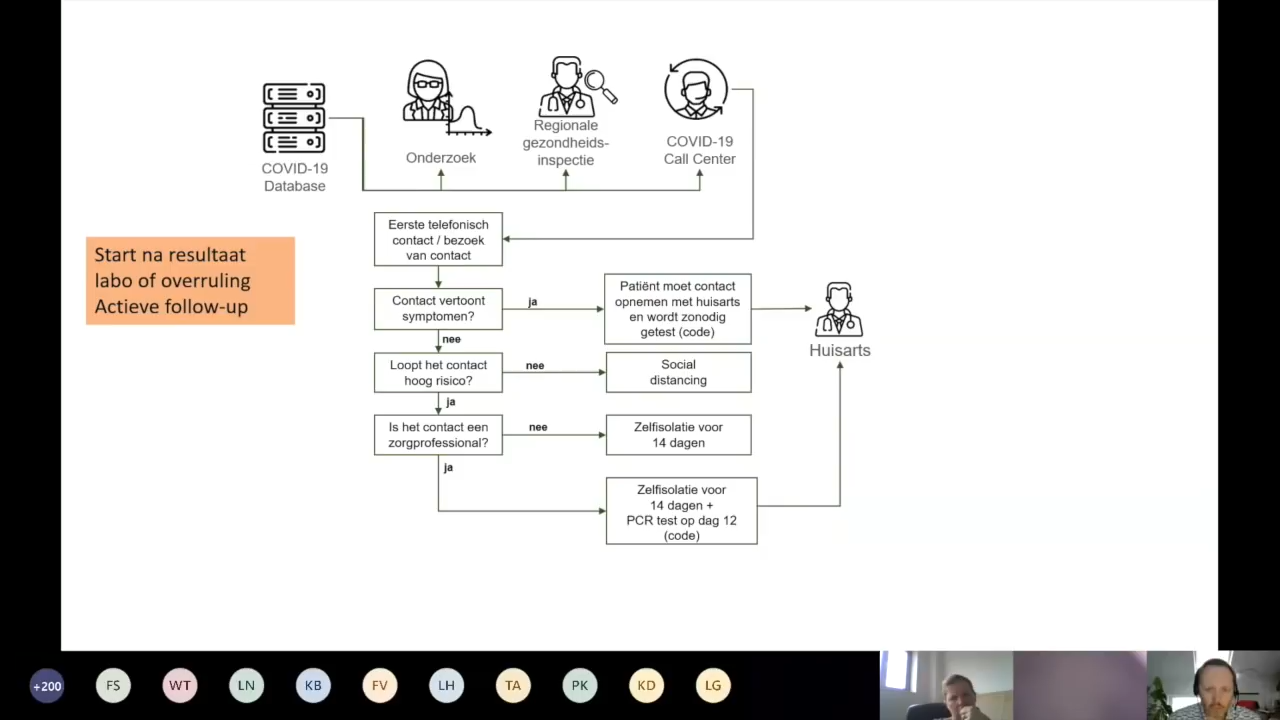 COVID-19
Database
Onderzoek
Regionale
gezondheids-
inspectie
COVID-19
Call Center
Start na resultaat
labo of overruling
Actieve follow-up
Eerste telefonisch
contact / bezoek
van contact
Contact vertoont
symptomen?
ja
Patiënt moet contact
opnemen met huisarts
en wordt zonodig
getest (code)
Huisarts
nee
Loopt het contact
hoog risico?
nee
Social
distancing
ja
Is het contact een
zorgprofessional?
nee
Zelfisolatie voor
14 dagen
ja
Zelfisolatie voor
14 dagen +
PCR test op dag 12
(code)
+200
FS
WT
LN
KB
FV
LH
TA
PK
KD
LG